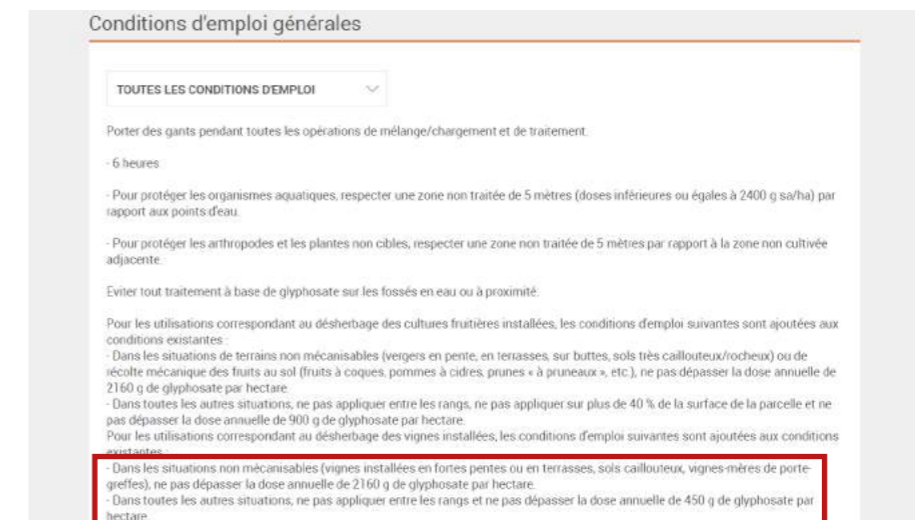 Conditions d'emploi générales
TOUTES LES CONDITIONS D'EMPLOI
Porter des gants pendant toutes les opérations de mélange/chargement et de traitement.
- 6 heures
- Pour protéger les organismes aquatiques, respecter une zone non traitée de 5 mètres (doses inférieures ou égales à 2400 g sa/ha) par
rapport aux points d'eau.
- Pour protéger les arthropodes et les plantes non cibles, respecter une zone non traitée de 5 mètres par rapport à la zone non cultivée
adjacente.
Eviter tout traitement à base de glyphosate sur les fossés en eau ou à proximité.
Pour les utilisations correspondant au désherbage des cultures fruitières installées, les conditions d'emploi suivantes sont ajoutées aux
conditions existantes :
- Dans les situations de terrains non mécanisables (vergers en pente, en terrasses, sur buttes, sols très caillouteux/rocheux) ou de
récolte mécanique des fruits au sol (fruits à coques, pommes à cidres, prunes « à pruneaux », etc.), ne pas dépasser la dose annuelle de
2160 g de glyphosate par hectare.
- Dans toutes les autres situations, ne pas appliquer entre les rangs, ne pas appliquer sur plus de 40 % de la surface de la parcelle et ne
pas dépasser la dose annuelle de 900 g de glyphosate par hectare.
Pour les utilisations correspondant au désherbage des vignes installées, les conditions d'emploi suivantes sont ajoutées aux conditions
existantes :
- Dans les situations non mécanisables (vignes installées en fortes pentes ou en terrasses, sols caillouteux, vignes-mères de porte-
greffes), ne pas dépasser la dose annuelle de 2160 g de glyphosate par hectare.
- Dans toutes les autres situations, ne pas appliquer entre les rangs et ne pas dépasser la dose annuelle de 450 g de glyphosate par
hectare.